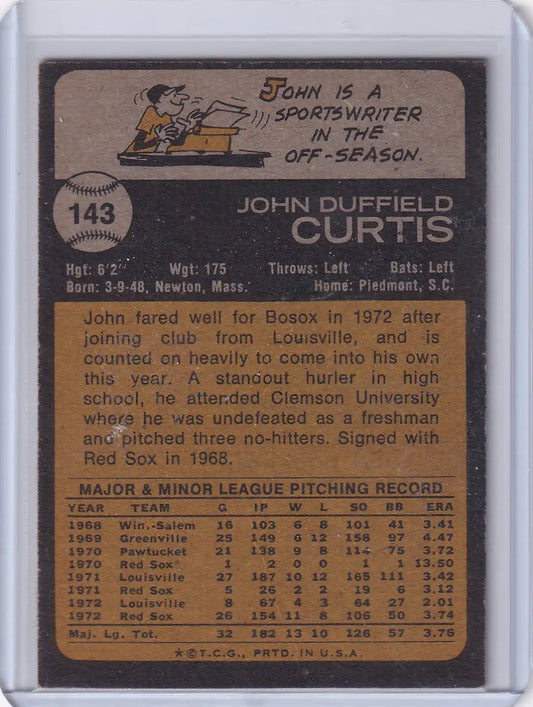 JOHN IS A
SPORTSWRITER
IN THE
OFF-SEASON.
143
JOHN DUFFIELD
CURTIS
Hgt: 6'2" Wgt: 175 Throws: Left Bats: Left
Born: 3-9-48, Newton, Mass. Home: Piedmont, S.C.
John fared well for Bosox in 1972 after
joining club from Louisville, and is
counted on heavily to come into his own
this year. A standout hurler in high
school, he attended Clemson University
where he was undefeated as a freshman
and pitched three no-hitters. Signed with
Red Sox in 1968.
MAJOR & MINOR LEAGUE PITCHING RECORD
YEAR TEAM G IP W L SO BB ERA
1968 Win.-Salem 16 103 6 8 101 41 3.41
1969 Greenville 25 149 6 12 158 97 4.47
1970 Pawtucket 21 138 9 8 114 75 3.72
1970 Red Sox 1 2 0 0 1 1 13.50
1971 Louisville 27 187 10 12 165 111 3.42
1971 Red Sox 5 26 2 2 19 6 3.12
1972 Louisville 8 67 4 3 64 27 2.01
1972 Red Sox 26 154 11 8 106 50 3.74
Maj. Lg. Tot. 32 182 13 10 126 57 3.76
★©T.C.G., PRTD. IN U.S.A.